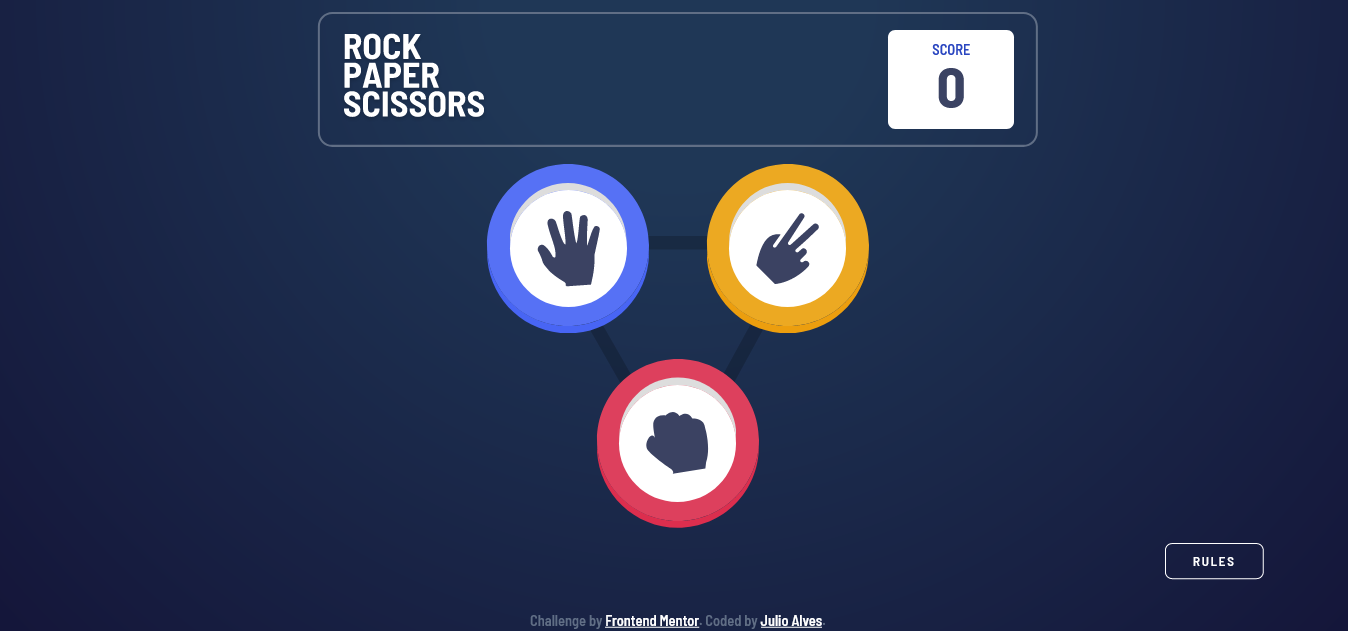 ROCK
PAPER
SCISSORS
SCORE
0
RULES
Challenge by Frontend Mentor. Coded by Julio Alves.